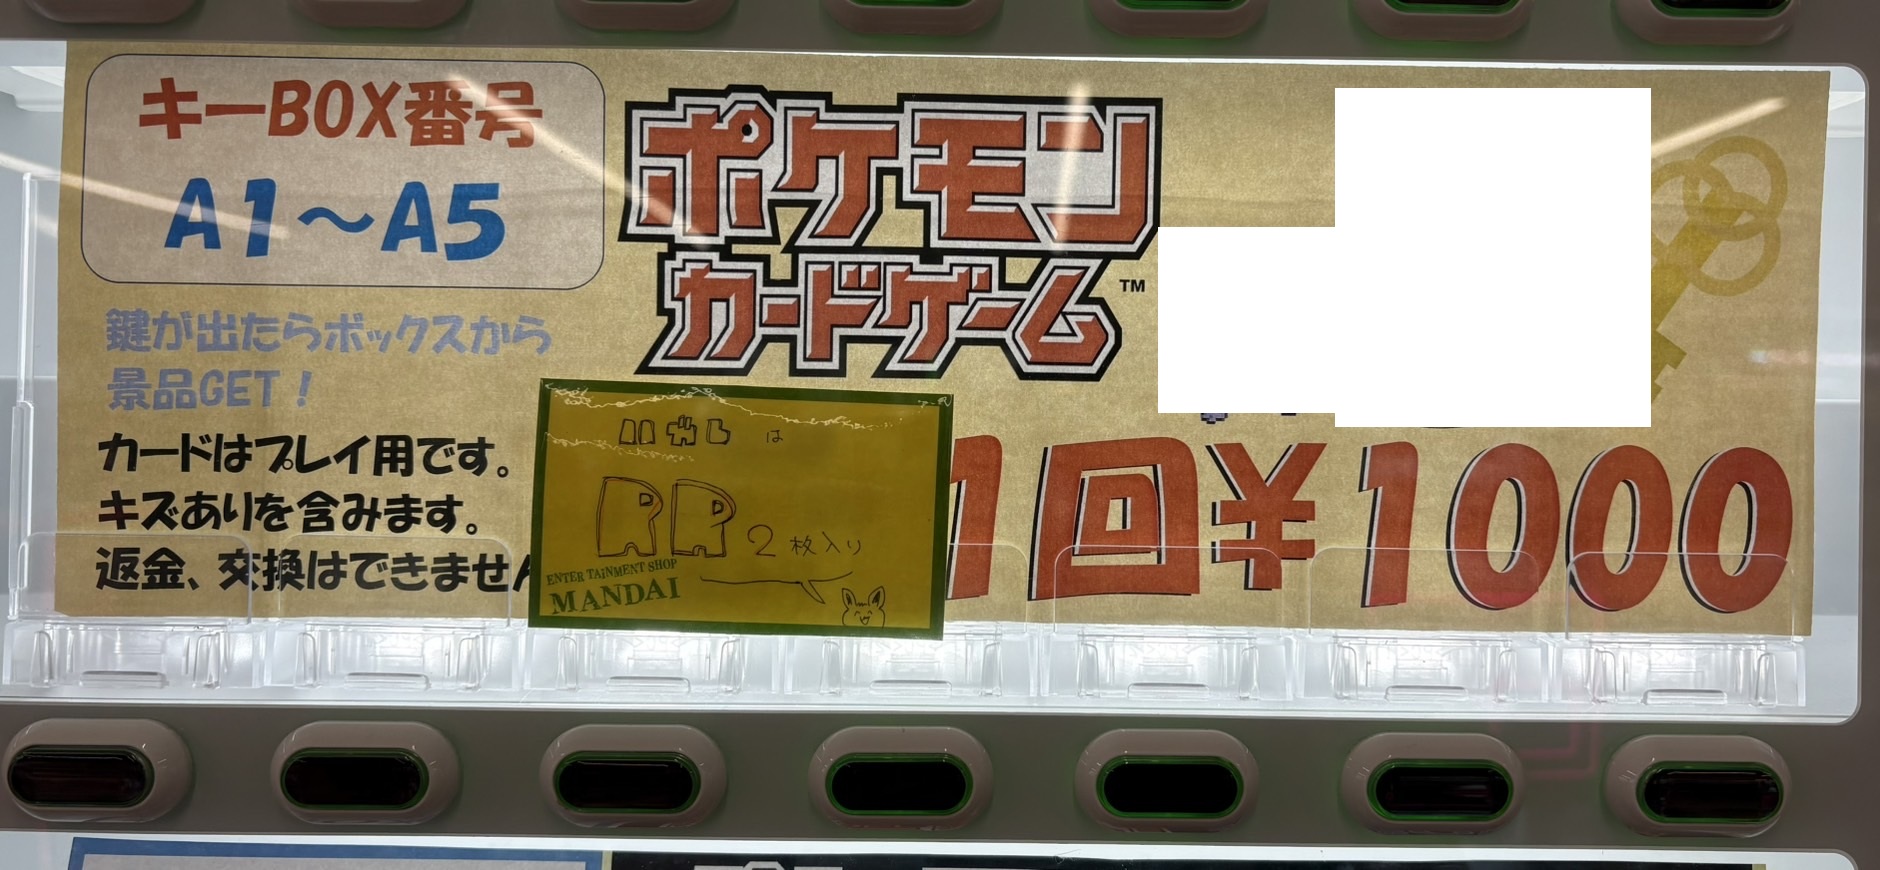 キーBOX番号
A1～A5
鍵が出たらボックスから
景品GET！
カードはプレイ用です。
キズありを含みます。
返金、交換はできません
ポケモン
カードゲーム™
1回¥1000
ハガレは
RR 2枚入り
ENTERTAINMENT SHOP
MANDAI